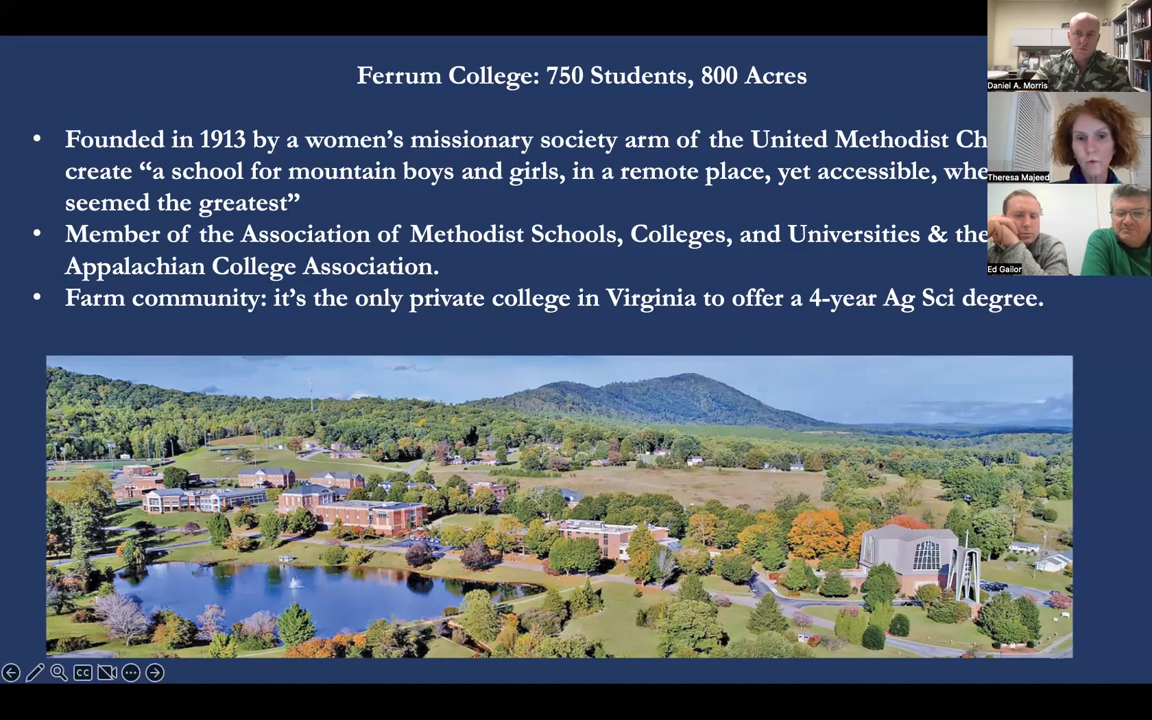 Ferrum College: 750 Students, 800 Acres
• Founded in 1913 by a women’s missionary society arm of the United Methodist Ch
create “a school for mountain boys and girls, in a remote place, yet accessible, whe
seemed the greatest”
• Member of the Association of Methodist Schools, Colleges, and Universities & the
Appalachian College Association.
• Farm community: it’s the only private college in Virginia to offer a 4-year Ag Sci degree.
Daniel A. Morris
Theresa Majeed
Ed Gailor
CC